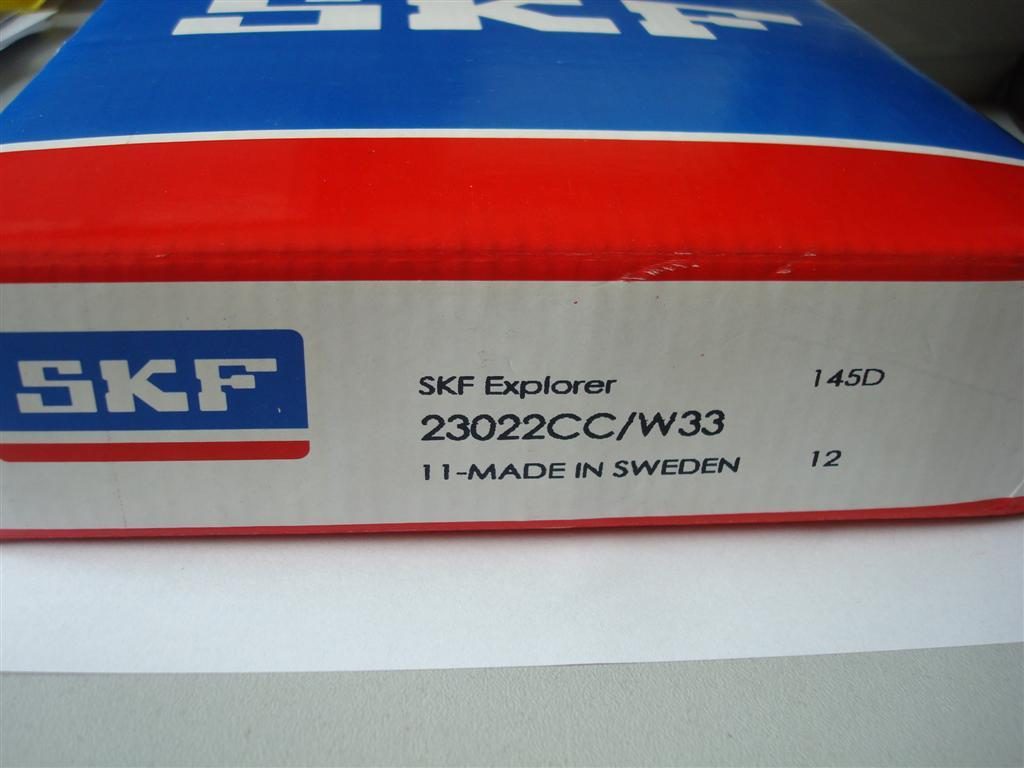 SKF
SKF
SKF Explorer 145D
23022CC/W33
11-MADE IN SWEDEN 12